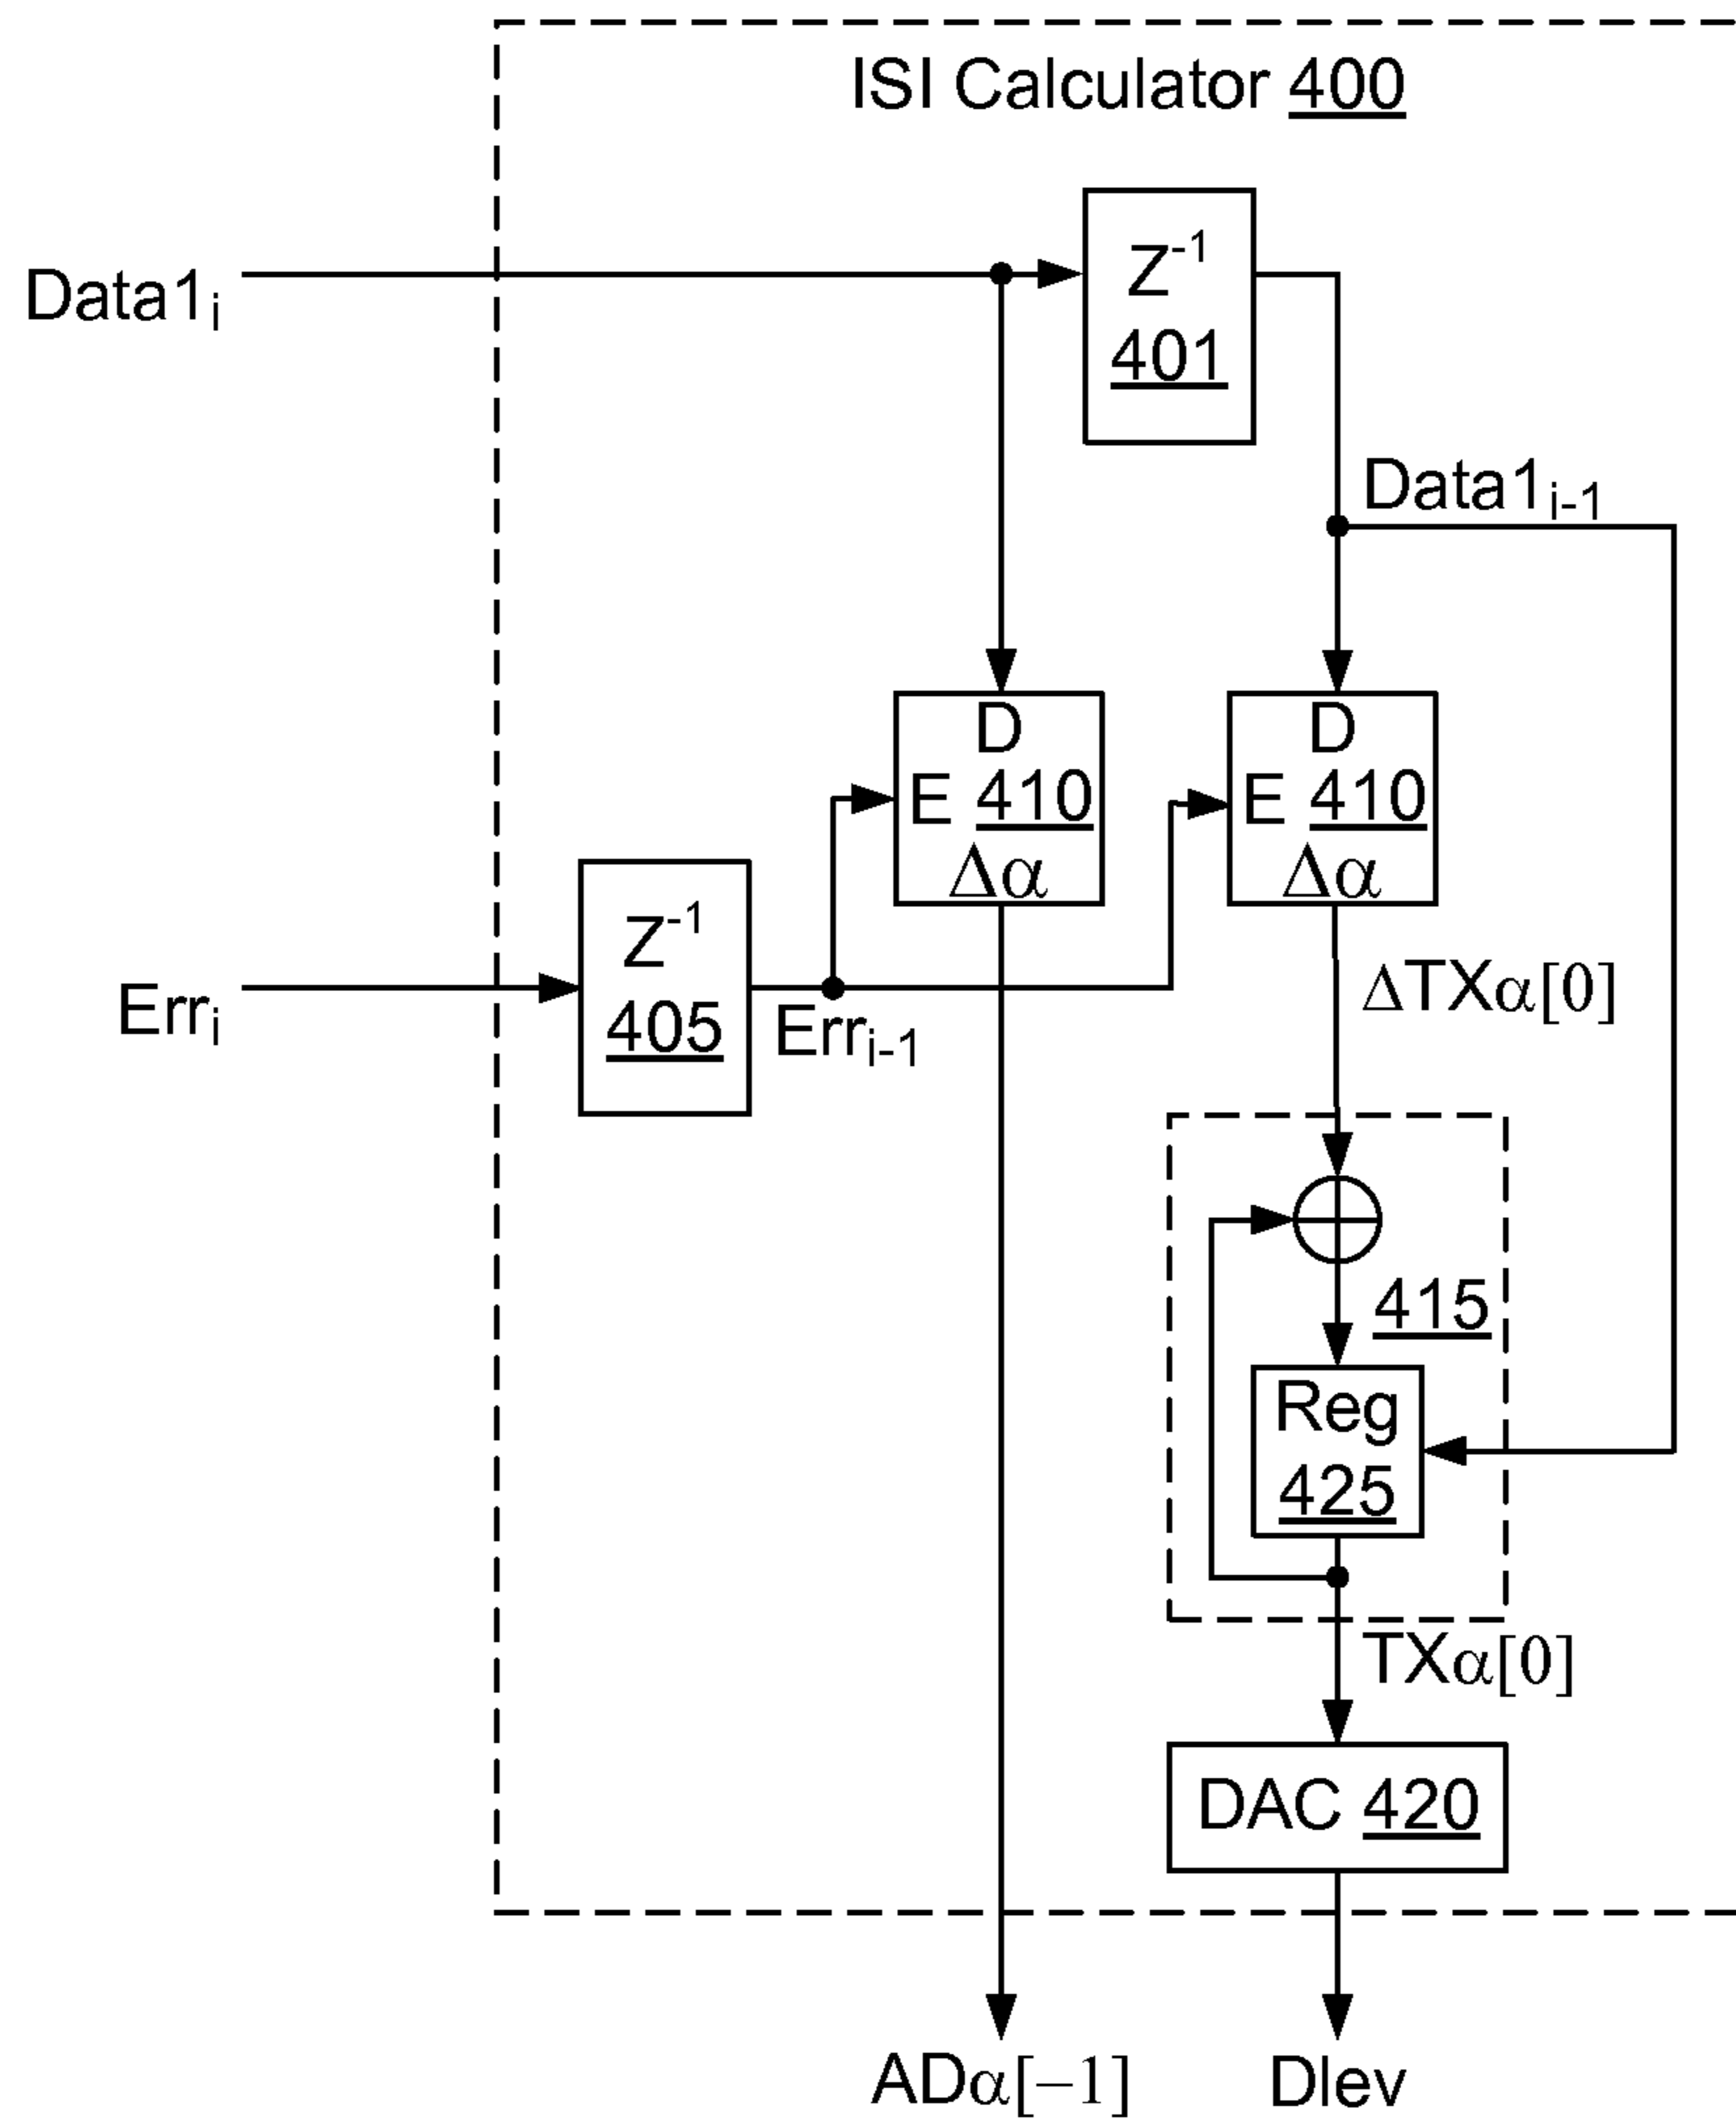 ISI Calculator 400
Z-1
401
Data1i
Data1i-1
D
E 410
Δα
D
E 410
Δα
Z-1
405
Erri
Erri-1
ΔTXα[0]
415
Reg
425
TXα[0]
DAC 420
ADα[−1]
Dlev